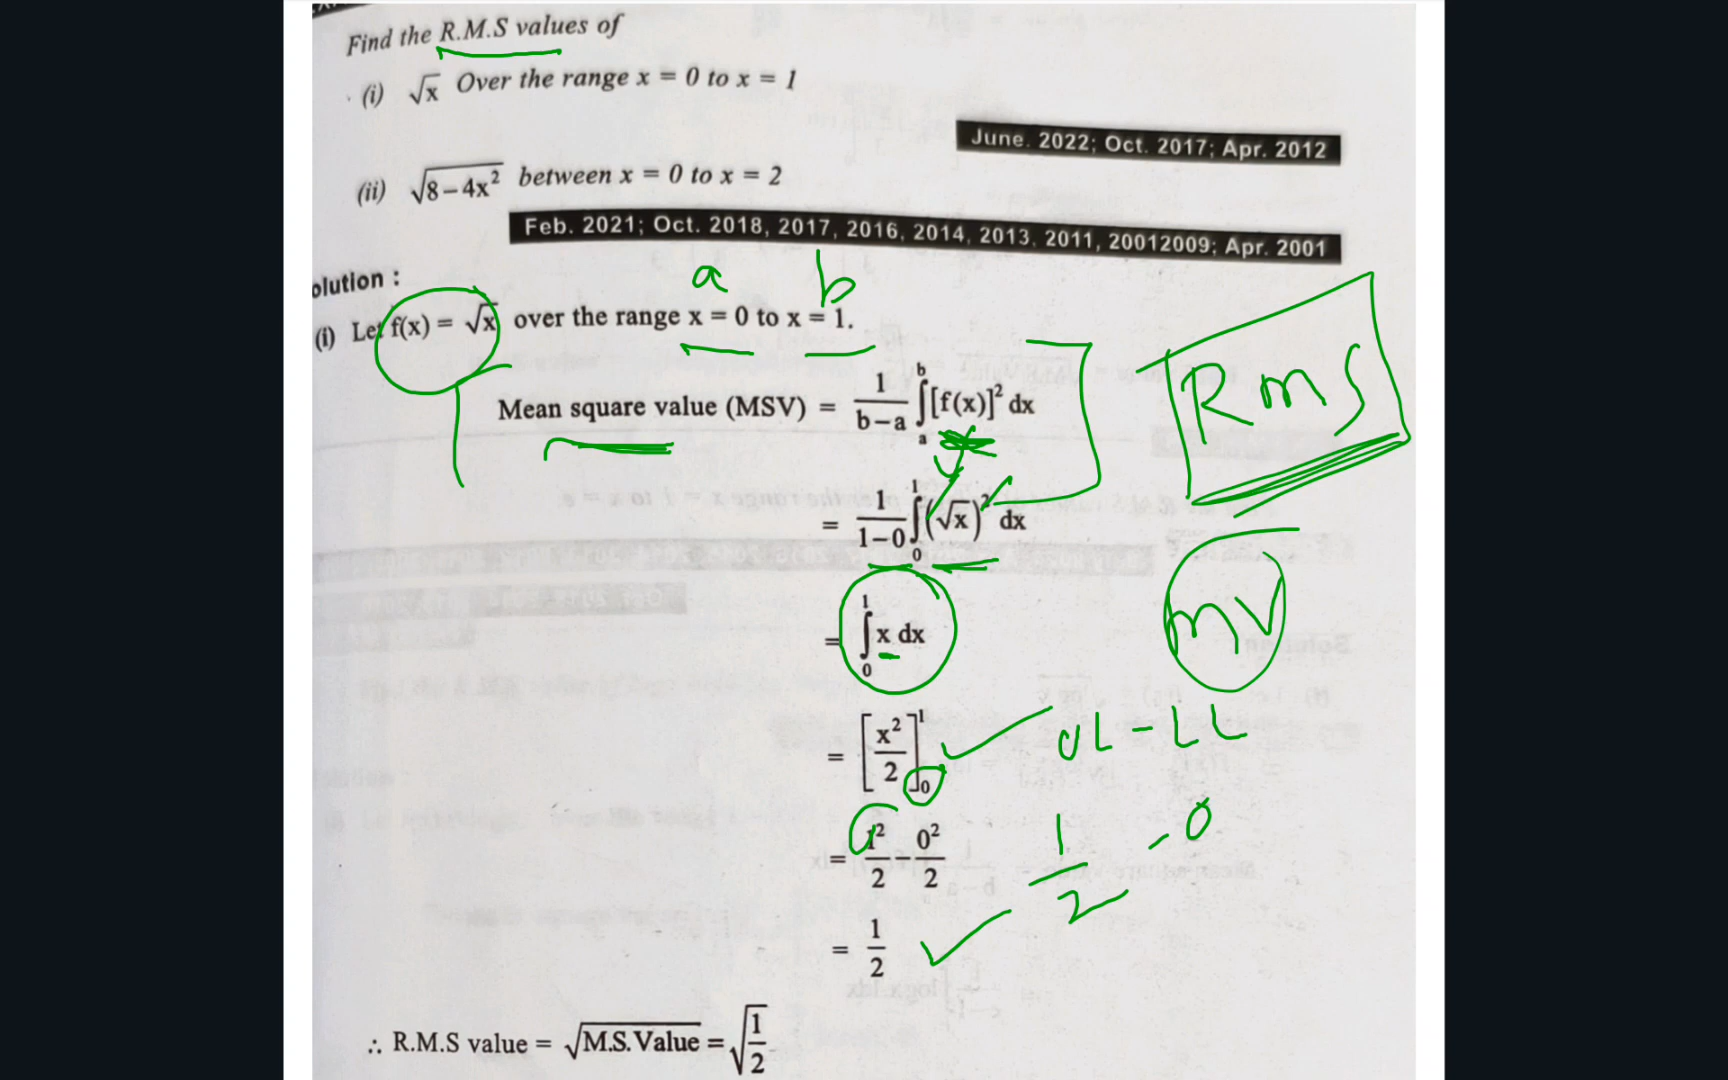 Find the R.M.S values of
(i) √x Over the range x = 0 to x = 1
June. 2022; Oct. 2017; Apr. 2012
(ii) √(8 – 4x²) between x = 0 to x = 2
Feb. 2021; Oct. 2018, 2017, 2016, 2014, 2013, 2011, 20012009; Apr. 2001
olution :
a b
(i) Let f(x) = √x over the range x = 0 to x = 1.
Mean square value (MSV) = 1/(b – a) ∫ₐᵇ [f(x)]² dx
RmS
= 1/(1 – 0) ∫₀¹ (√x)² dx
= ∫₀¹ x dx
mV
= [x²/2]₀¹ UL - LL
= 1²/2 – 0²/2 1/2 - 0
= 1/2
∴ R.M.S value = √M.S.Value = √(1/2)